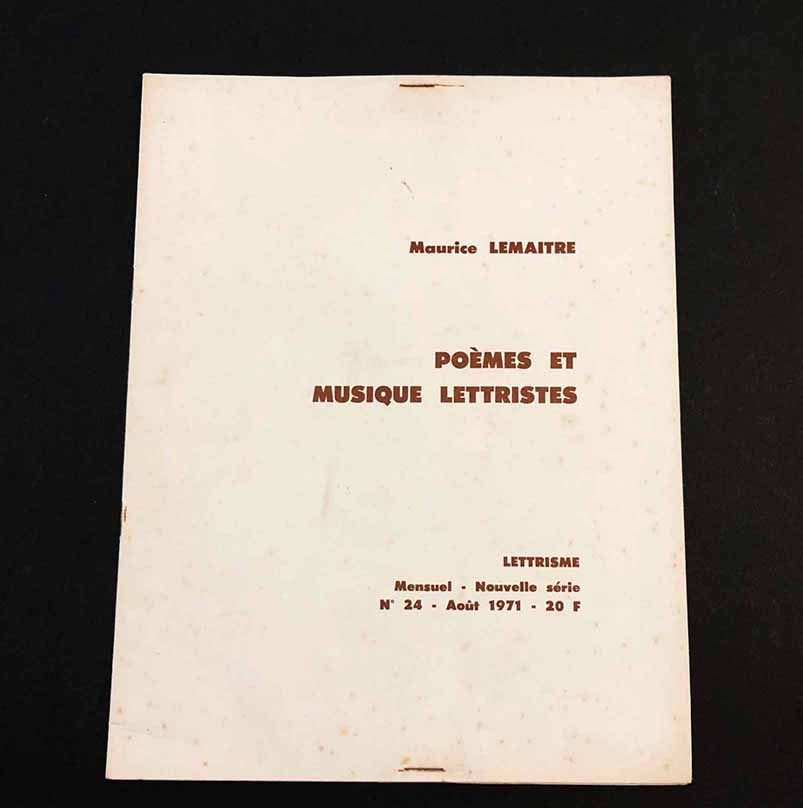 Maurice LEMAITRE
POÈMES ET
MUSIQUE LETTRISTES
LETTRISME
Mensuel - Nouvelle série
N° 24 - Août 1971 - 20 F